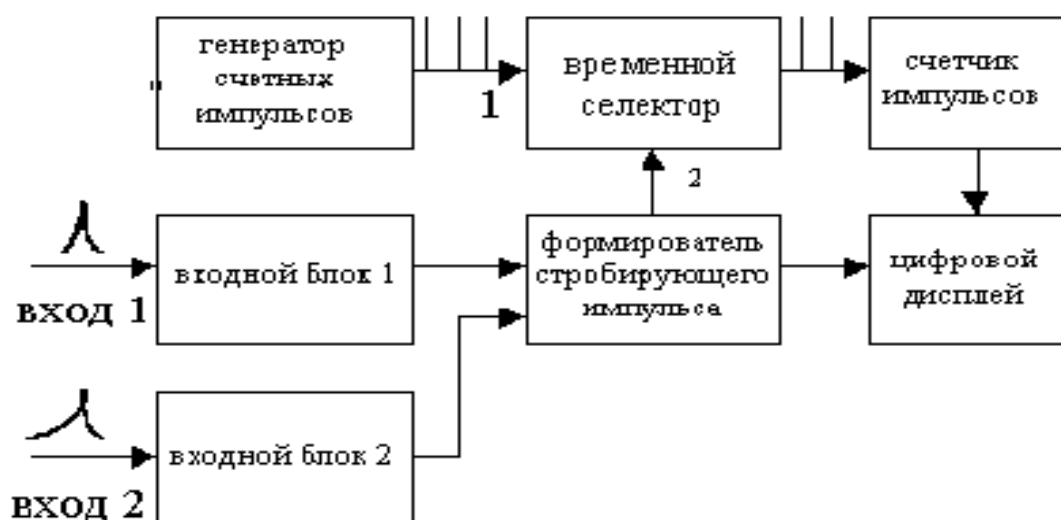 генератор
счетных
импульсов
1
временной
селектор
счетчик
импульсов
2
вход 1
входной блок 1
формирователь
стробирующего
импульса
цифровой
дисплей
вход 2
входной блок 2